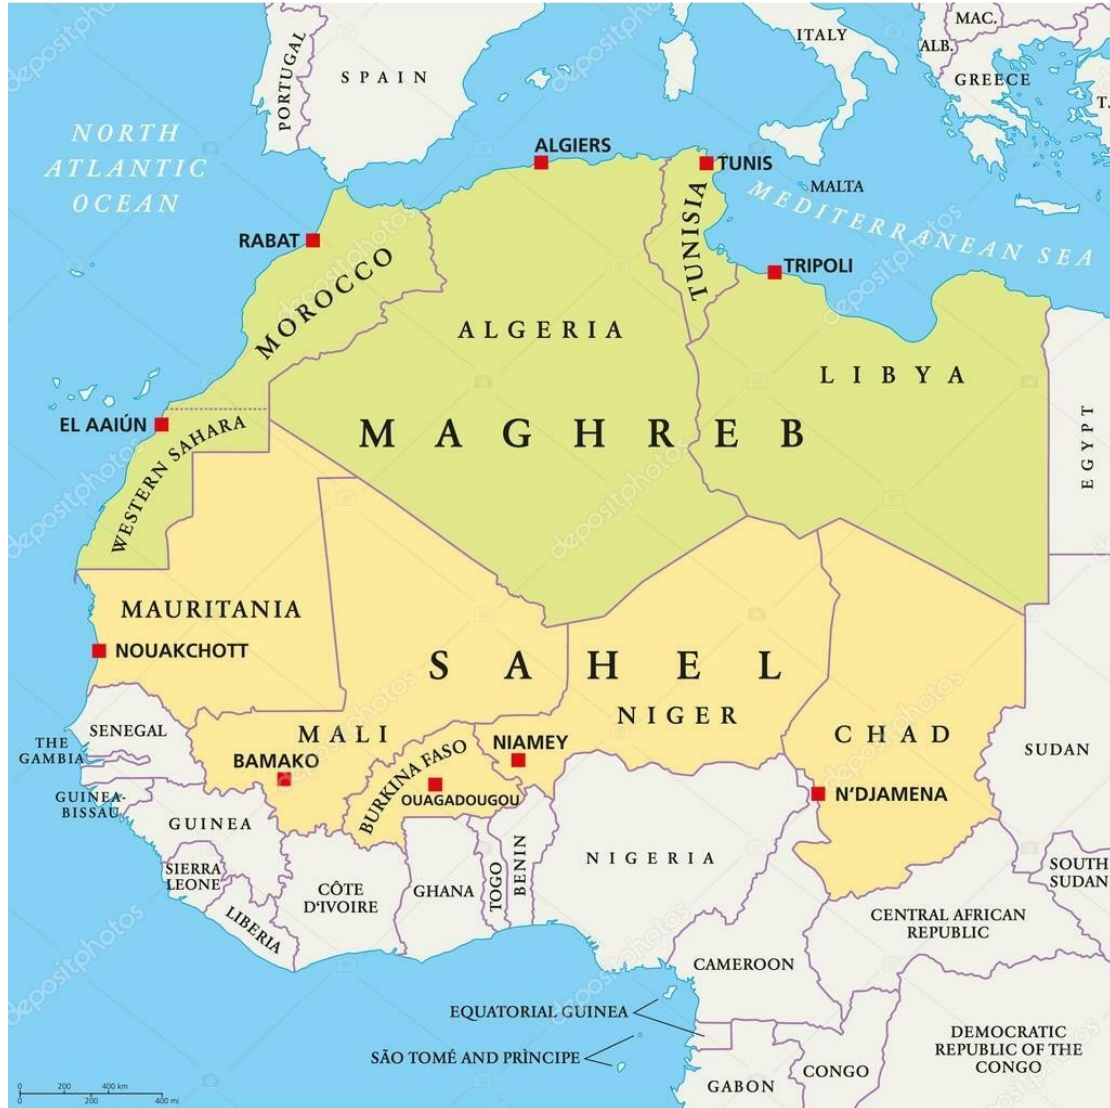 MAC.
ITALY
ALB.
PORTUGAL
SPAIN
GREECE
T.
NORTH
ATLANTIC
OCEAN
ALGIERS
TUNIS
MALTA
MEDITERRANEAN SEA
RABAT
TUNISIA
TRIPOLI
MOROCCO
ALGERIA
LIBYA
EL AAIÚN
WESTERN SAHARA
MAGHREB
EGYPT
MAURITANIA
NOUAKCHOTT
SAHEL
NIGER
SENEGAL
MALI
CHAD
THE
GAMBIA
BAMAKO
BURKINA FASO
NIAMEY
SUDAN
GUINEA-
BISSAU
OUAGADOUGOU
N'DJAMENA
GUINEA
SIERRA
LEONE
LIBERIA
CÔTE
D'IVOIRE
GHANA
TOGO
BENIN
NIGERIA
SOUTH
SUDAN
CENTRAL AFRICAN
REPUBLIC
CAMEROON
EQUATORIAL GUINEA
SÃO TOMÉ AND PRÌNCIPE
GABON
CONGO
DEMOCRATIC
REPUBLIC OF THE
CONGO
0 200 400 km
0 200 400 mi
depositphotos